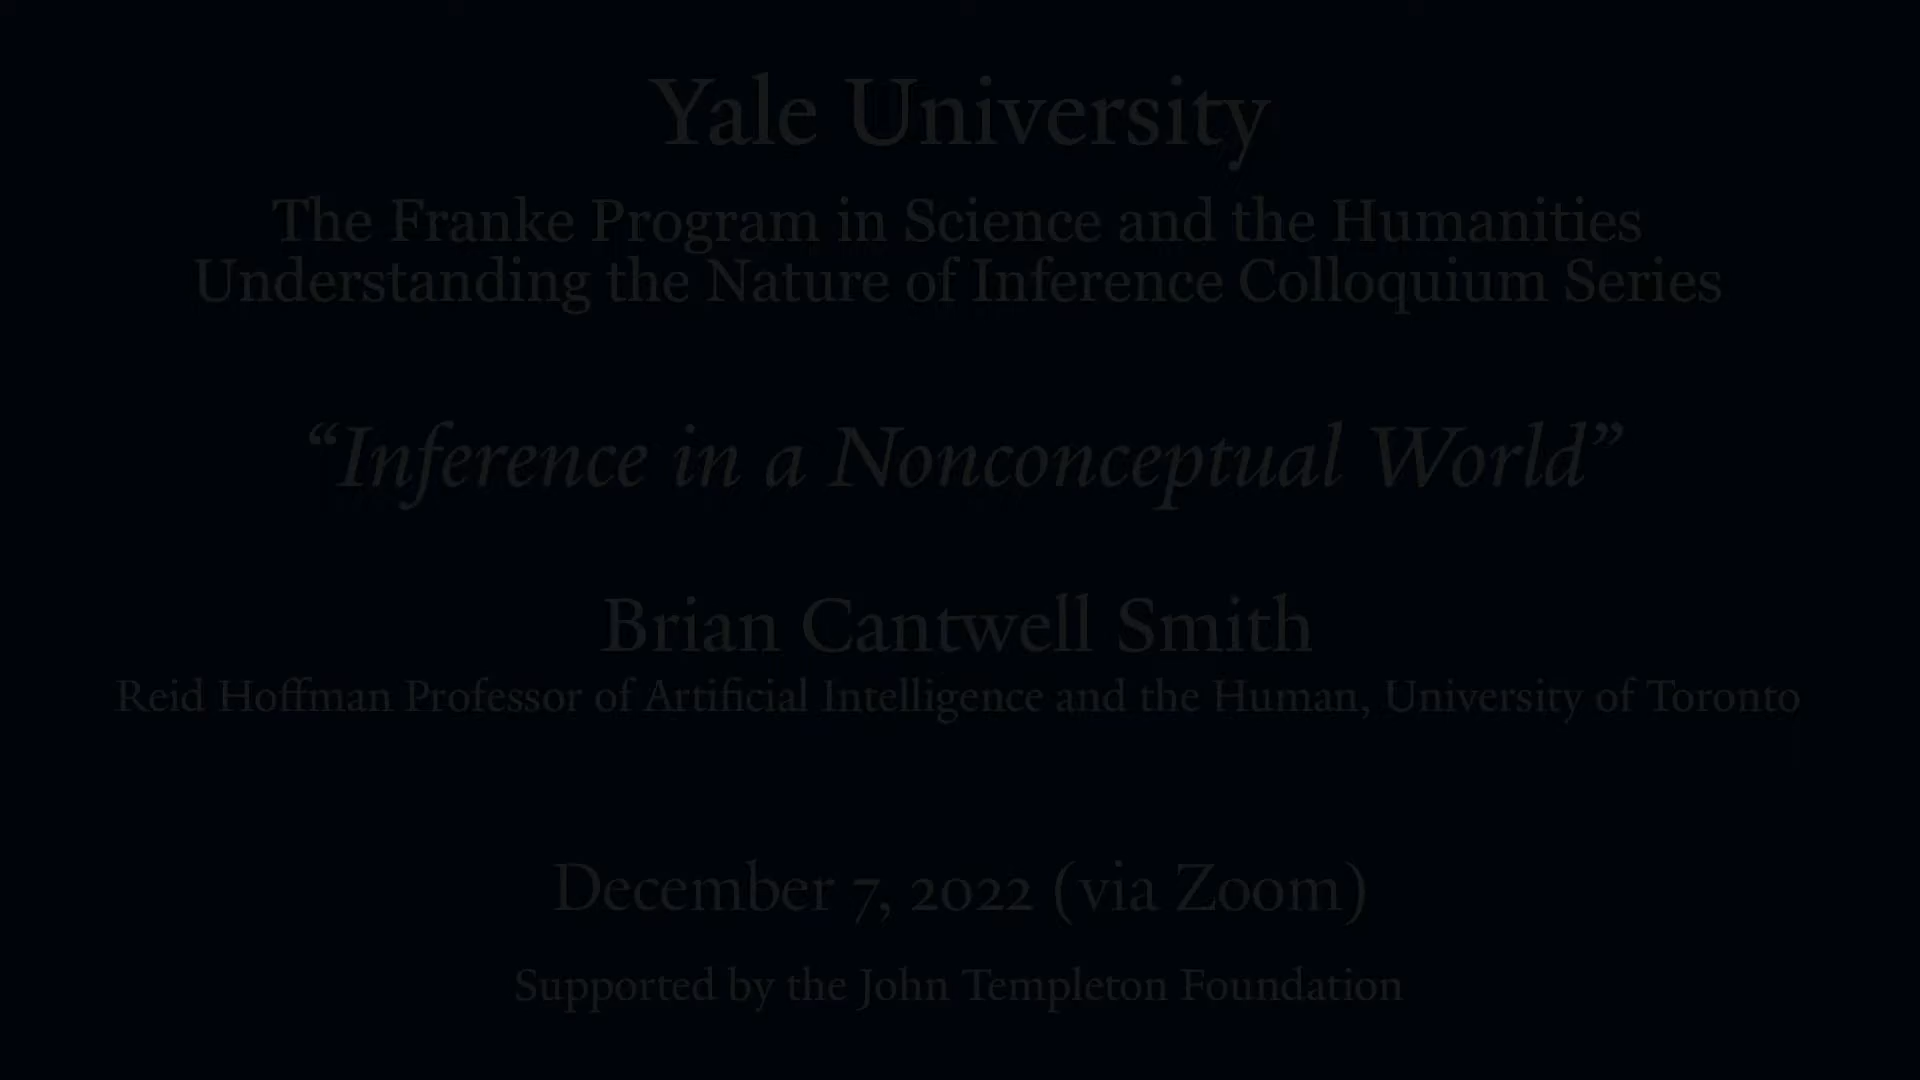 Yale University
The Franke Program in Science and the Humanities
Understanding the Nature of Inference Colloquium Series
“Inference in a Nonconceptual World”
Brian Cantwell Smith
Reid Hoffman Professor of Artificial Intelligence and the Human, University of Toronto
December 7, 2022 (via Zoom)
Supported by the John Templeton Foundation